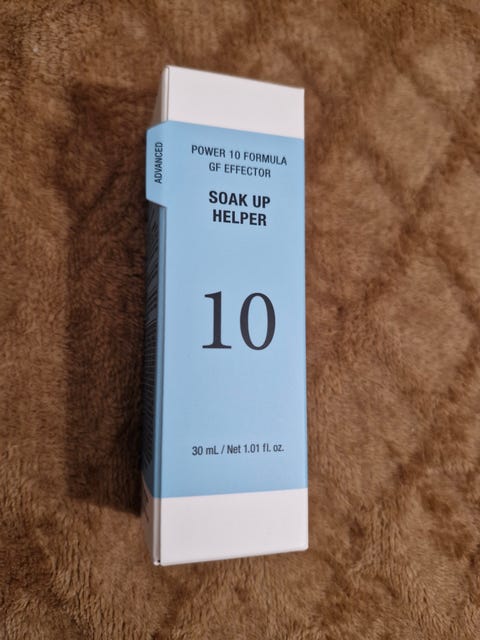 ADVANCED
POWER 10 FORMULA
GF EFFECTOR
SOAK UP
HELPER
10
30 mL / Net 1.01 fl. oz.